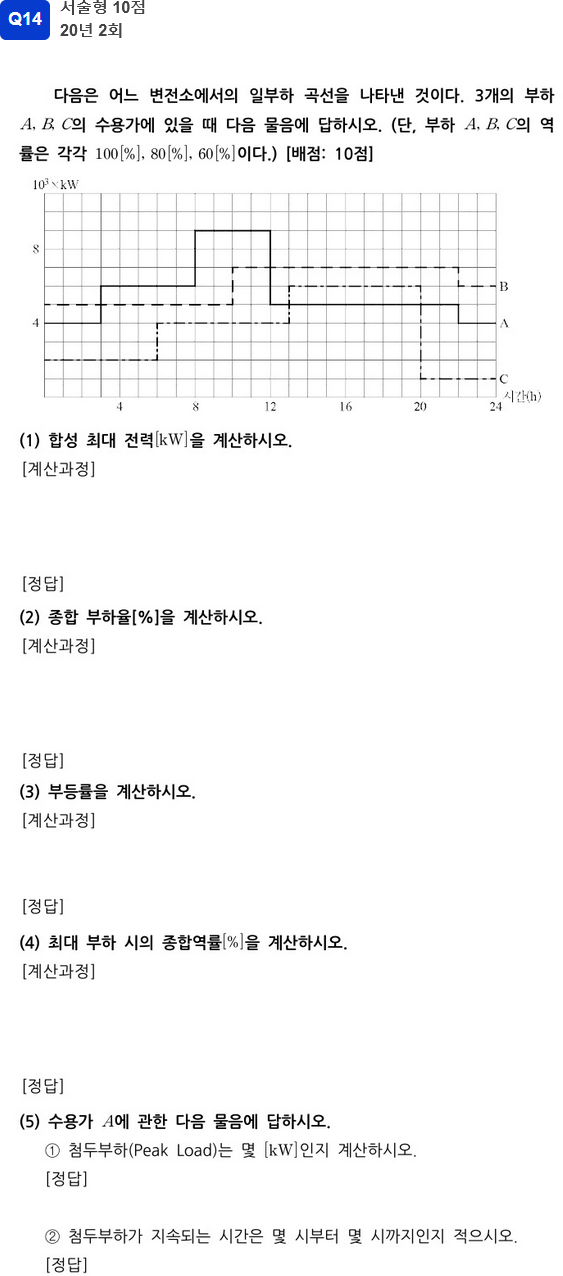 Q14
서술형 10점
20년 2회
다음은 어느 변전소에서의 일부하 곡선을 나타낸 것이다. 3개의 부하
A, B, C의 수용가에 있을 때 다음 물음에 답하시오. (단, 부하 A, B, C의 역
률은 각각 100[%], 80[%], 60[%]이다.) [배점: 10점]
10³×kW
8
B
4
A
C
시간(h)
4 8 12 16 20 24
(1) 합성 최대 전력[kW]을 계산하시오.
[계산과정]
[정답]
(2) 종합 부하율[%]을 계산하시오.
[계산과정]
[정답]
(3) 부등률을 계산하시오.
[계산과정]
[정답]
(4) 최대 부하 시의 종합역률[%]을 계산하시오.
[계산과정]
[정답]
(5) 수용가 A에 관한 다음 물음에 답하시오.
① 첨두부하(Peak Load)는 몇 [kW]인지 계산하시오.
[정답]
② 첨두부하가 지속되는 시간은 몇 시부터 몇 시까지인지 적으시오.
[정답]